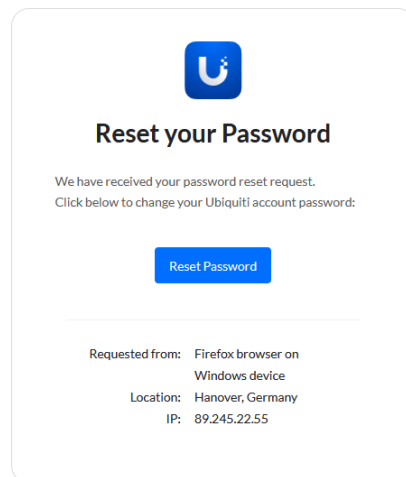 Reset your Password
We have received your password reset request.
Click below to change your Ubiquiti account password:
Reset Password
Requested from: Firefox browser on
Windows device
Location: Hanover, Germany
IP: 89.245.22.55